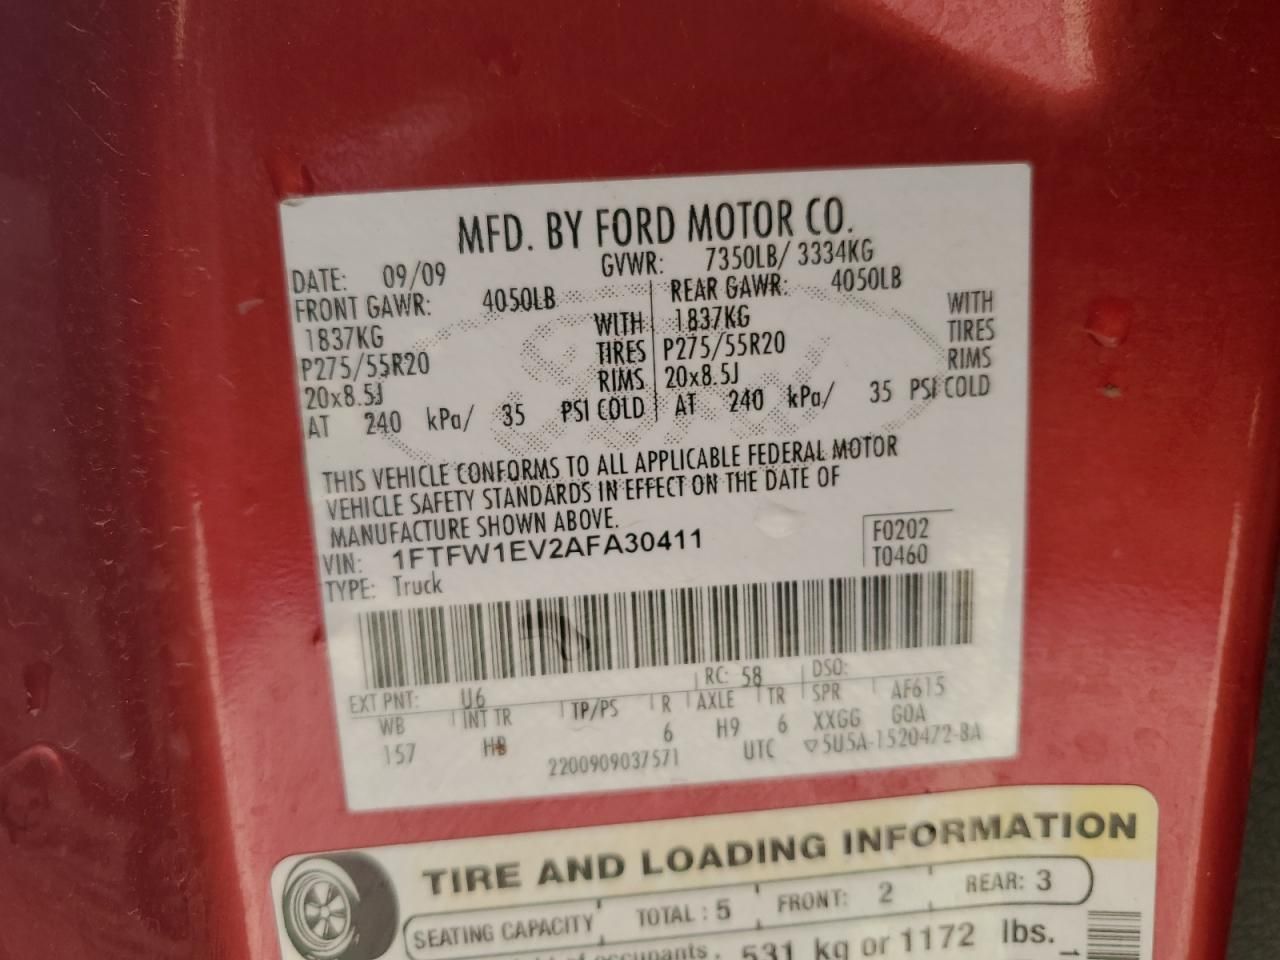 MFD. BY FORD MOTOR CO.
DATE: 09/09 GVWR: 7350LB/ 3334KG
FRONT GAWR: 4050LB REAR GAWR: 4050LB
1837KG WITH 1837KG WITH
P275/55R20 TIRES P275/55R20 TIRES
20x8.5J RIMS 20x8.5J RIMS
AT 240 kPa/ 35 PSI COLD AT 240 kPa/ 35 PSI COLD
THIS VEHICLE CONFORMS TO ALL APPLICABLE FEDERAL MOTOR
VEHICLE SAFETY STANDARDS IN EFFECT ON THE DATE OF
MANUFACTURE SHOWN ABOVE.
VIN: 1FTFW1EV2AFA30411 F0202
TYPE: Truck T0460
EXT PNT: U6 RC: 58 DSO:
WB INT TR TP/PS R AXLE TR SPR AF615
157 HB 6 H9 6 XXGG GOA
2200909037571 UTC ▽5U5A-1520472-BA
TIRE AND LOADING INFORMATION
SEATING CAPACITY TOTAL : 5 FRONT: 2 REAR: 3
occupants. 531 kg or 1172 lbs.